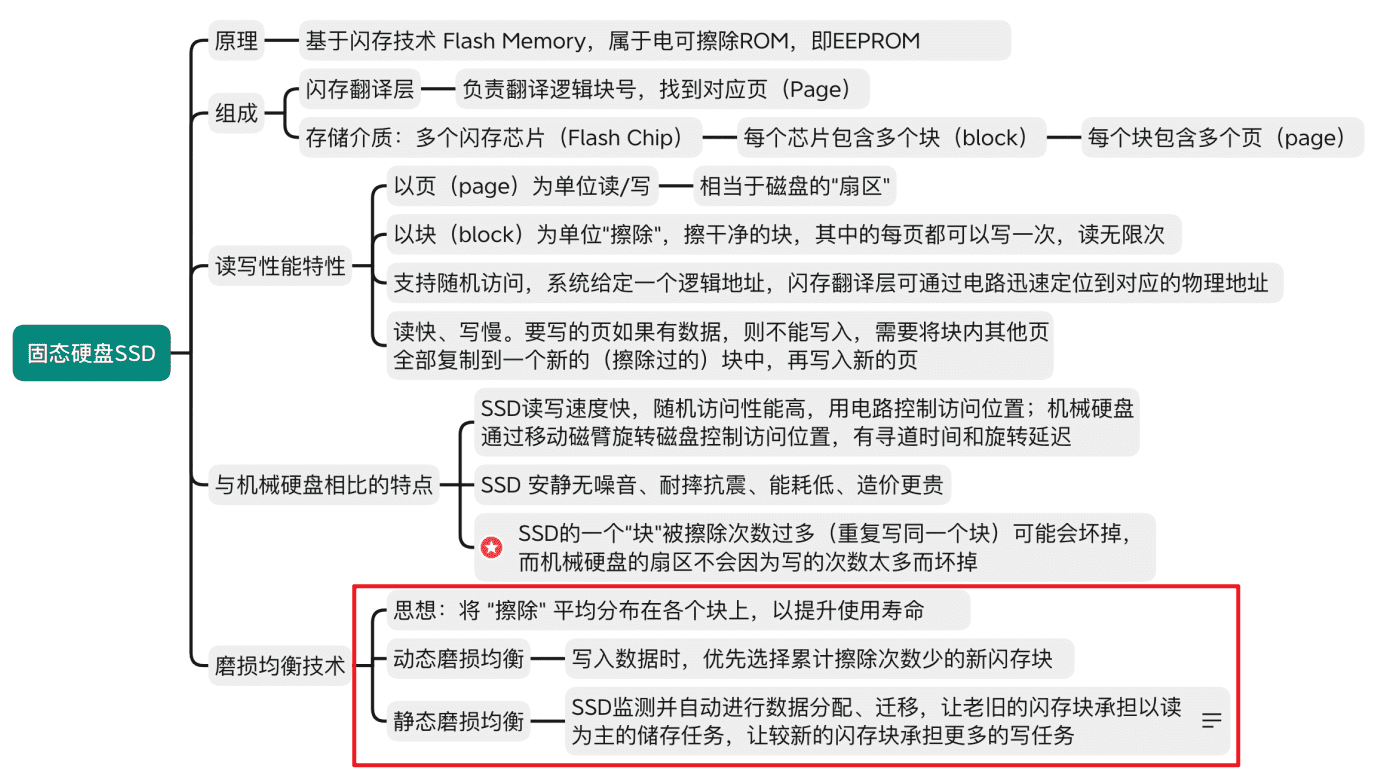 固态硬盘SSD
原理
基于闪存技术 Flash Memory，属于电可擦除ROM，即EEPROM
组成
闪存翻译层
负责翻译逻辑块号，找到对应页（Page）
存储介质：多个闪存芯片（Flash Chip）
每个芯片包含多个块（block）
每个块包含多个页（page）
读写性能特性
以页（page）为单位读/写
相当于磁盘的"扇区"
以块（block）为单位"擦除"，擦干净的块，其中的每页都可以写一次，读无限次
支持随机访问，系统给定一个逻辑地址，闪存翻译层可通过电路迅速定位到对应的物理地址
读快、写慢。要写的页如果有数据，则不能写入，需要将块内其他页
全部复制到一个新的（擦除过的）块中，再写入新的页
与机械硬盘相比的特点
SSD读写速度快，随机访问性能高，用电路控制访问位置；机械硬盘
通过移动磁臂旋转磁盘控制访问位置，有寻道时间和旋转延迟
SSD 安静无噪音、耐摔抗震、能耗低、造价更贵
SSD的一个"块"被擦除次数过多（重复写同一个块）可能会坏掉，
而机械硬盘的扇区不会因为写的次数太多而坏掉
磨损均衡技术
思想：将 "擦除" 平均分布在各个块上，以提升使用寿命
动态磨损均衡
写入数据时，优先选择累计擦除次数少的新闪存块
静态磨损均衡
SSD监测并自动进行数据分配、迁移，让老旧的闪存块承担以读
为主的储存任务，让较新的闪存块承担更多的写任务